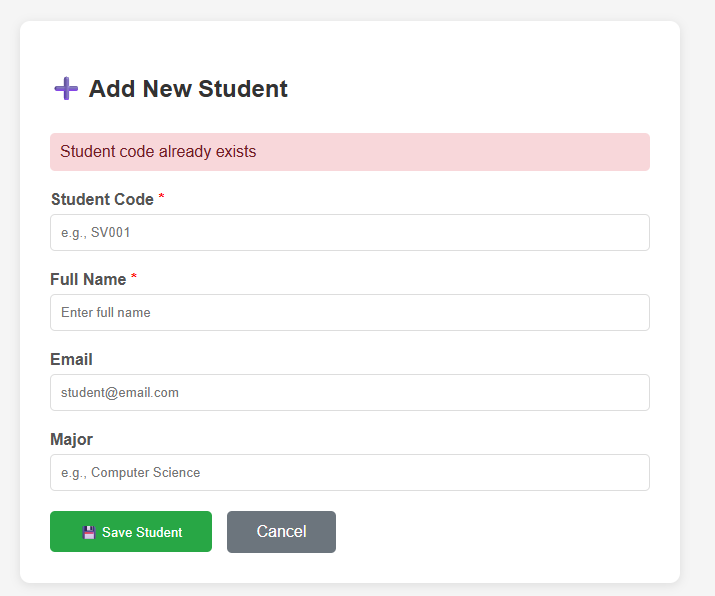 Add New Student
Student code already exists
Student Code *
e.g., SV001
Full Name *
Enter full name
Email
student@email.com
Major
e.g., Computer Science
Save Student
Cancel